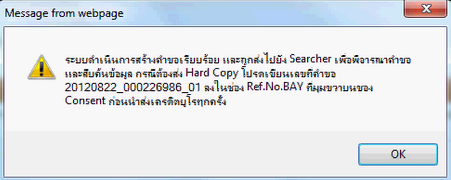 Message from webpage
ระบบดำเนินการสร้างคำขอเรียบร้อย และถูกส่งไปยัง Searcher เพื่อพิจารณาคำขอ
และสืบค้นข้อมูล กรณีต้องส่ง Hard Copy โปรดเขียนเลขที่คำขอ
20120822_000226986_01 ลงในช่อง Ref.No.BAY ที่มุมขวาบนของ
Consent ก่อนนำส่งเครดิตบูโรทุกครั้ง
OK